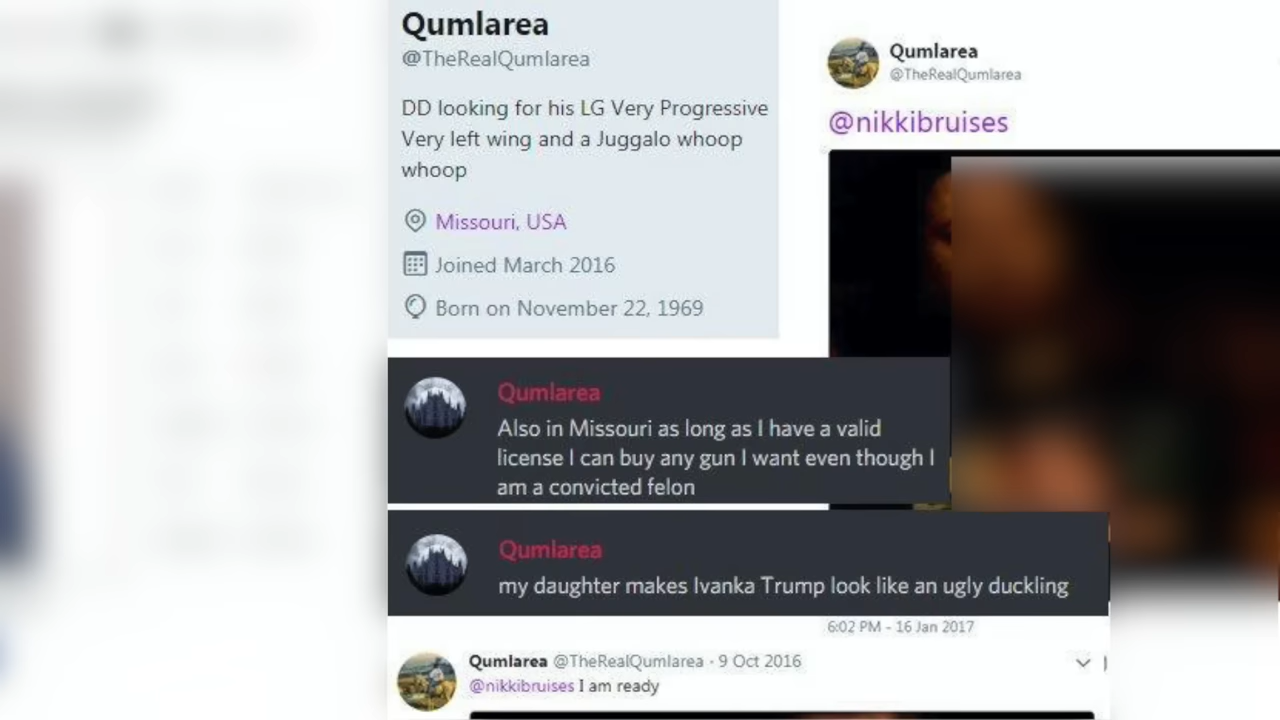 Qumlarea
@TheRealQumlarea
DD looking for his LG Very Progressive
Very left wing and a Juggalo whoop
whoop
Missouri, USA
Joined March 2016
Born on November 22, 1969
Qumlarea
@TheRealQumlarea
@nikkibruises
Qumlarea
Also in Missouri as long as I have a valid
license I can buy any gun I want even though I
am a convicted felon
Qumlarea
my daughter makes Ivanka Trump look like an ugly duckling
6:02 PM - 16 Jan 2017
Qumlarea @TheRealQumlarea · 9 Oct 2016
@nikkibruises I am ready